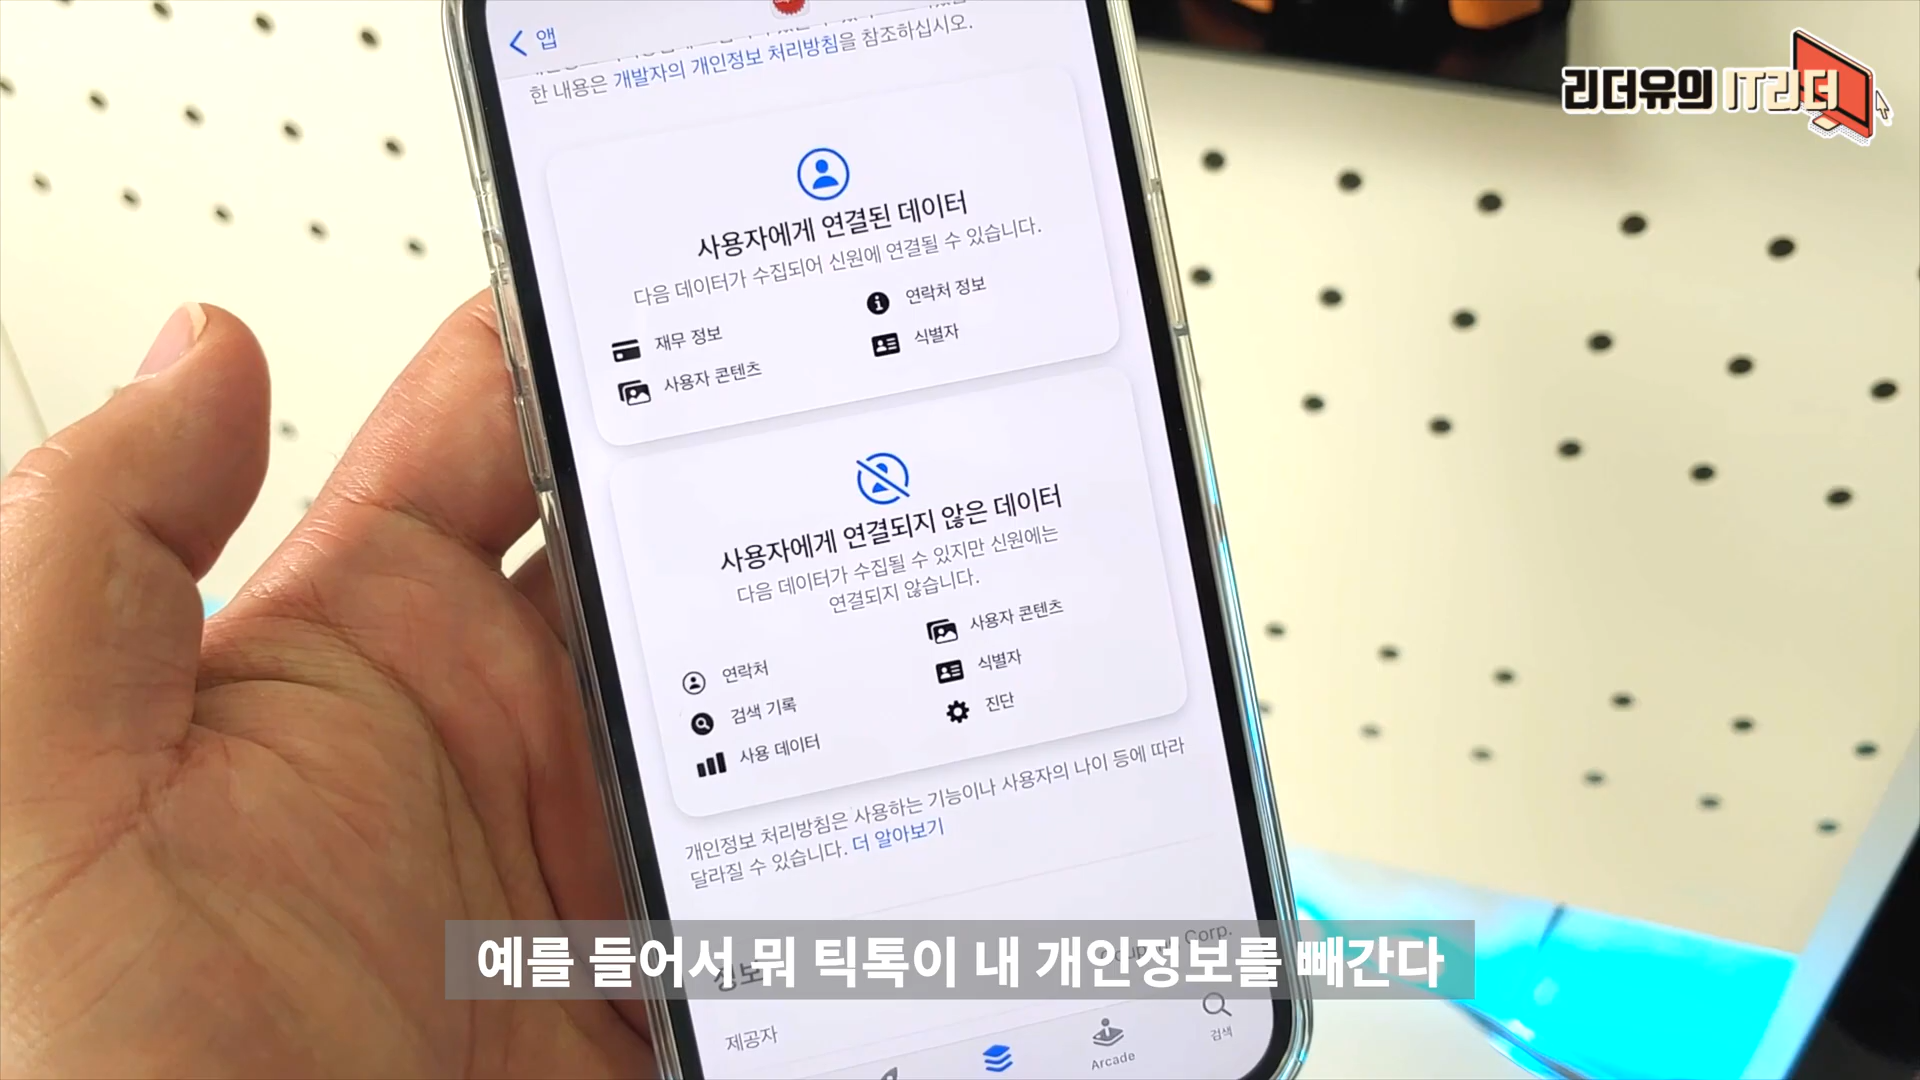 앱
한 내용은 개발자의 개인정보 처리방침을 참조하십시오.
리더유의 IT리더
사용자에게 연결된 데이터
다음 데이터가 수집되어 신원에 연결될 수 있습니다.
재무 정보
연락처 정보
사용자 콘텐츠
식별자
사용자에게 연결되지 않은 데이터
다음 데이터가 수집될 수 있지만 신원에는
연결되지 않습니다.
연락처
사용자 콘텐츠
검색 기록
식별자
사용 데이터
진단
개인정보 처리방침은 사용하는 기능이나 사용자의 나이 등에 따라
달라질 수 있습니다. 더 알아보기
예를 들어서 뭐 틱톡이 내 개인정보를 빼간다
정보
Corp.
제공자
Arcade
검색